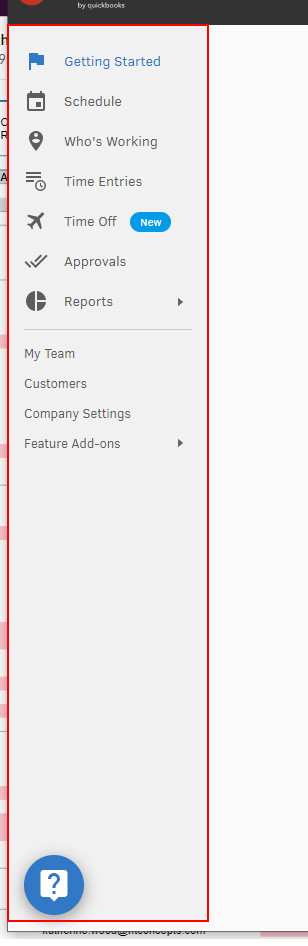 by quickbooks
Getting Started
Schedule
Who's Working
Time Entries
Time Off New
Approvals
Reports
My Team
Customers
Company Settings
Feature Add-ons
?